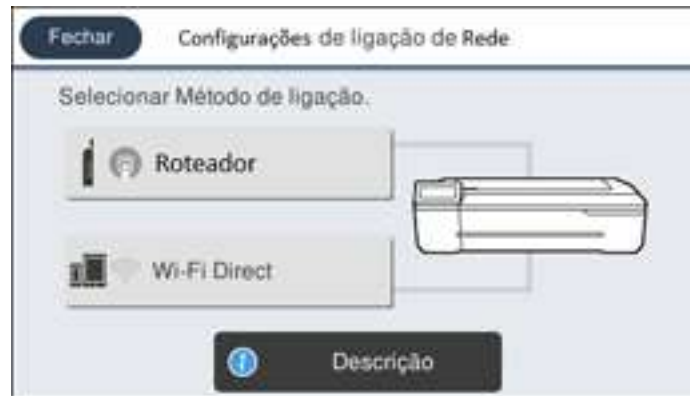 Fechar
Configurações de ligação de Rede
Selecionar Método de ligação.
Roteador
Wi-Fi Direct
Descrição